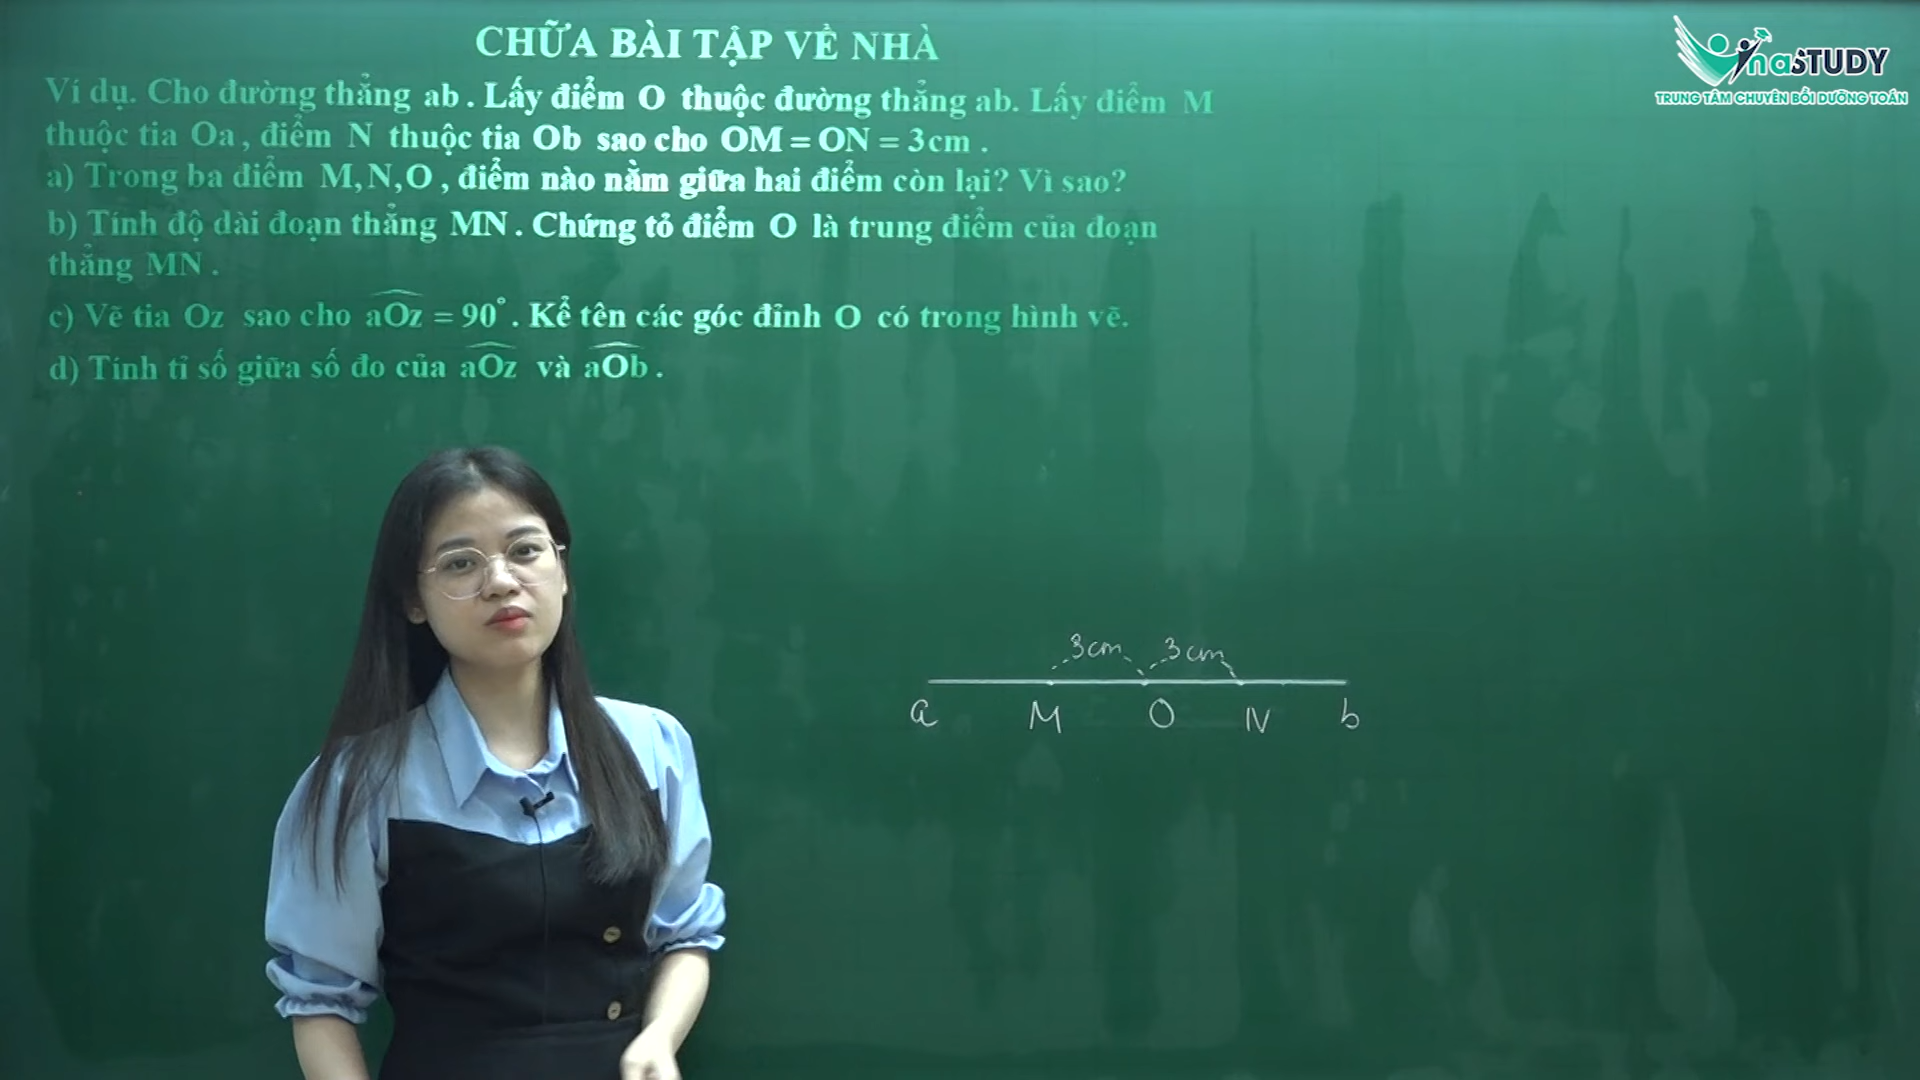 CHỮA BÀI TẬP VỀ NHÀ
VinaSTUDY
TRUNG TÂM CHUYÊN BỒI DƯỠNG TOÁN
Ví dụ. Cho đường thẳng ab. Lấy điểm O thuộc đường thẳng ab. Lấy điểm M
thuộc tia Oa, điểm N thuộc tia Ob sao cho OM = ON = 3cm.
a) Trong ba điểm M, N, O, điểm nào nằm giữa hai điểm còn lại? Vì sao?
b) Tính độ dài đoạn thẳng MN. Chứng tỏ điểm O là trung điểm của đoạn
thẳng MN.
c) Vẽ tia Oz sao cho \widehat{aOz} = 90°. Kể tên các góc đỉnh O có trong hình vẽ.
d) Tính tỉ số giữa số đo của \widehat{aOz} và \widehat{aOb}.
3cm 3cm
a M O N b